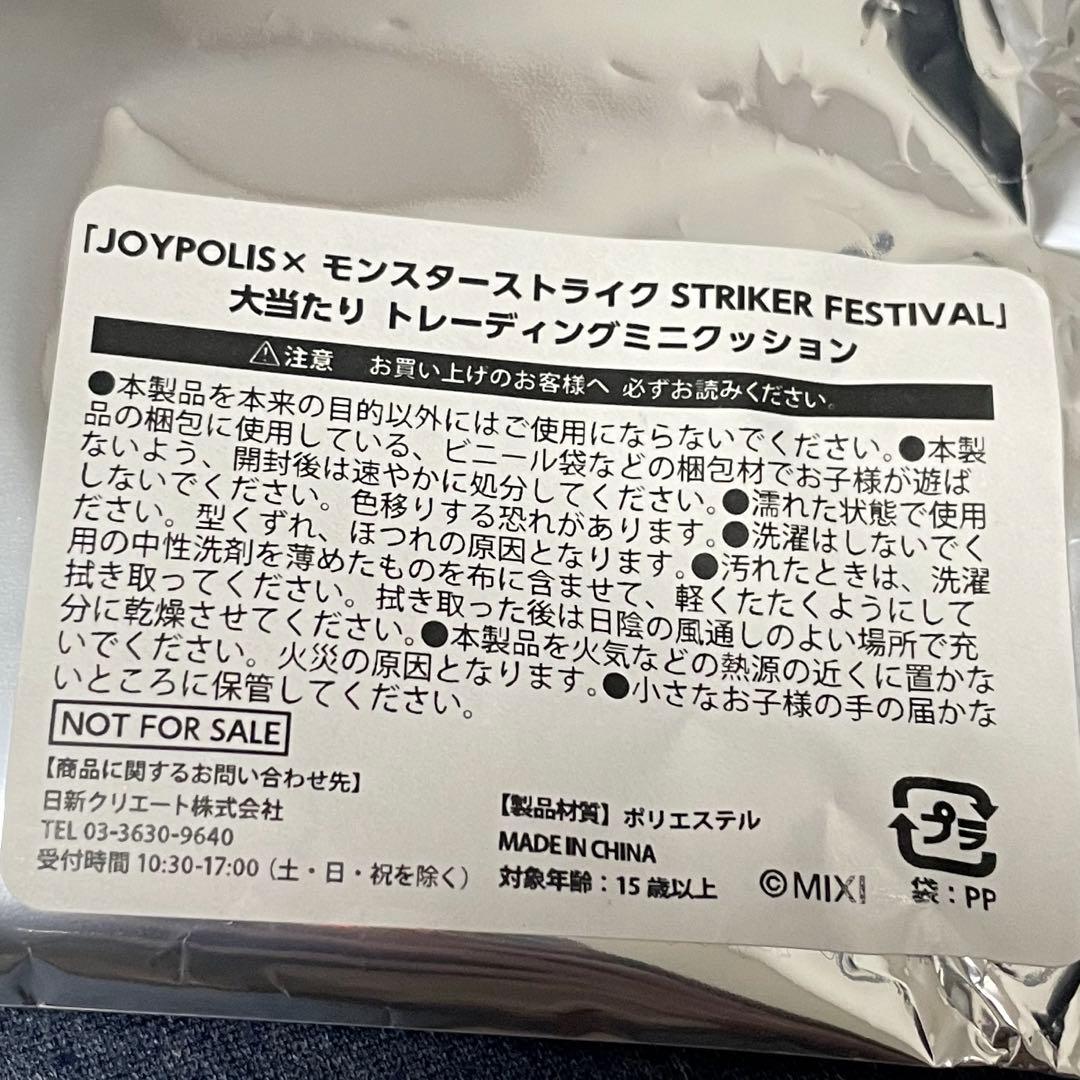 「JOYPOLIS× モンスターストライク STRIKER FESTIVAL」
大当たり トレーディングミニクッション
⚠注意 お買い上げのお客様へ 必ずお読みください。
●本製品を本来の目的以外にはご使用にならないでください。●本製
品の梱包に使用している、ビニール袋などの梱包材でお子様が遊ば
ないよう、開封後は速やかに処分してください。●濡れた状態で使用
しないでください。色移りする恐れがあります。●洗濯はしないでく
ださい。型くずれ、ほつれの原因となります。●汚れたときは、洗濯
用の中性洗剤を薄めたものを布に含ませて、軽くたたくようにして
拭き取ってください。拭き取った後は日陰の風通しのよい場所で充
分に乾燥させてください。●本製品を火気などの熱源の近くに置かな
いでください。火災の原因となります。●小さなお子様の手の届かな
いところに保管してください。
NOT FOR SALE
【商品に関するお問い合わせ先】
日新クリエート株式会社
TEL 03-3630-9640
受付時間 10:30-17:00（土・日・祝を除く）
【製品材質】ポリエステル
MADE IN CHINA
対象年齢：15歳以上
©MIXI
プラ
袋：PP